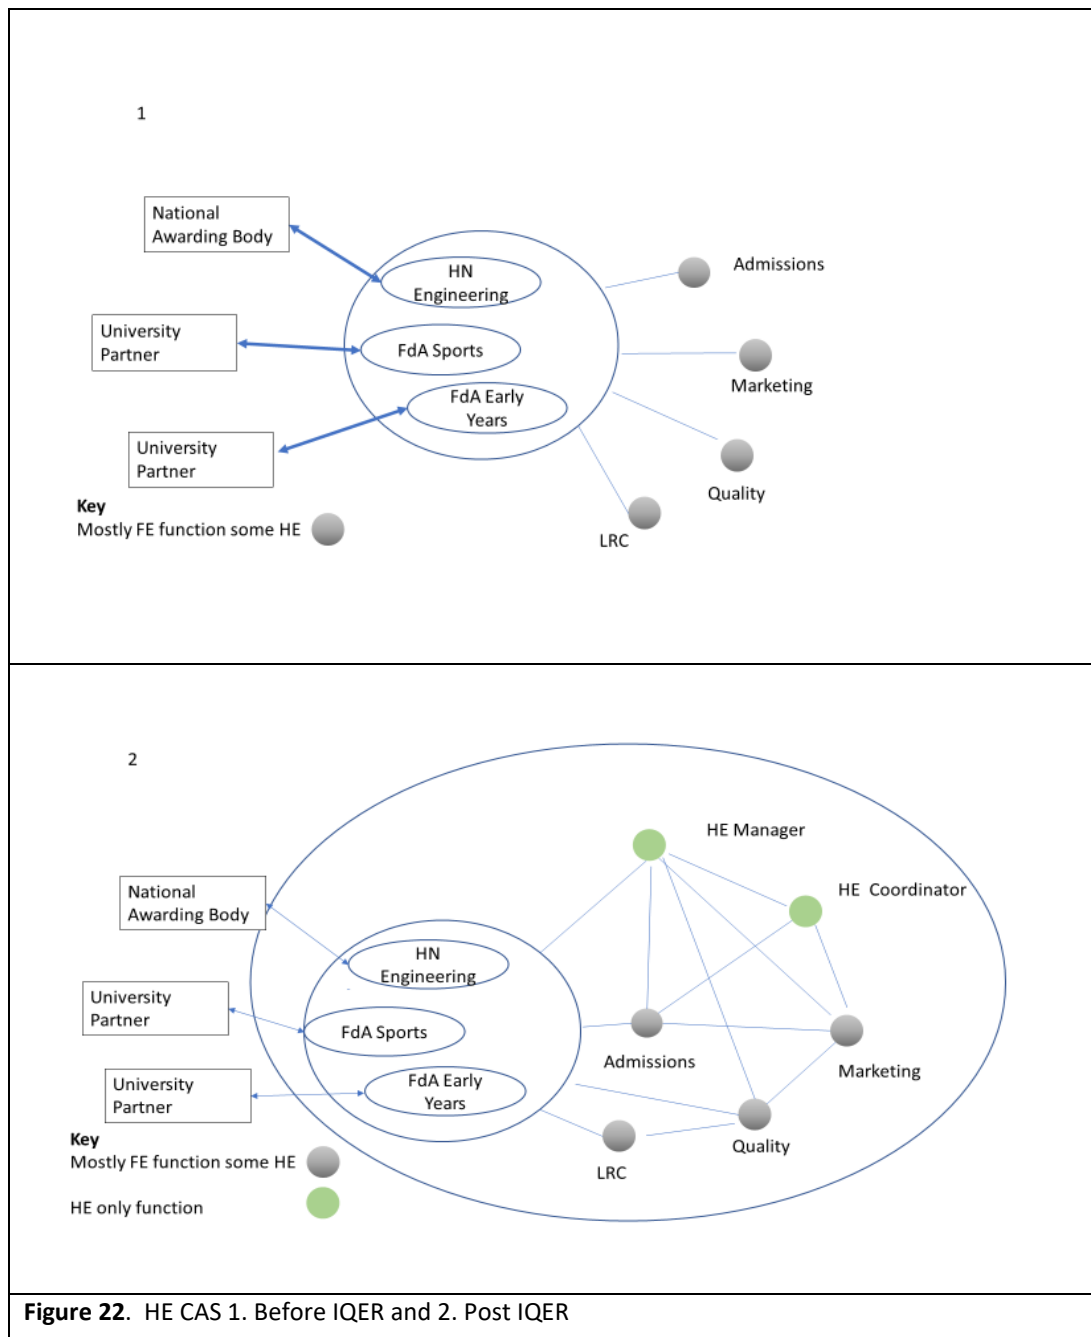 1
National
Awarding Body
HN
Engineering
Admissions
University
Partner
FdA Sports
Marketing
FdA Early
Years
University
Partner
Quality
Key
Mostly FE function some HE
LRC
2
HE Manager
HE Coordinator
National
Awarding Body
HN
Engineering
University
Partner
FdA Sports
Admissions
Marketing
University
Partner
FdA Early
Years
Key
Mostly FE function some HE
Quality
LRC
HE only function
Figure 22. HE CAS 1. Before IQER and 2. Post IQER